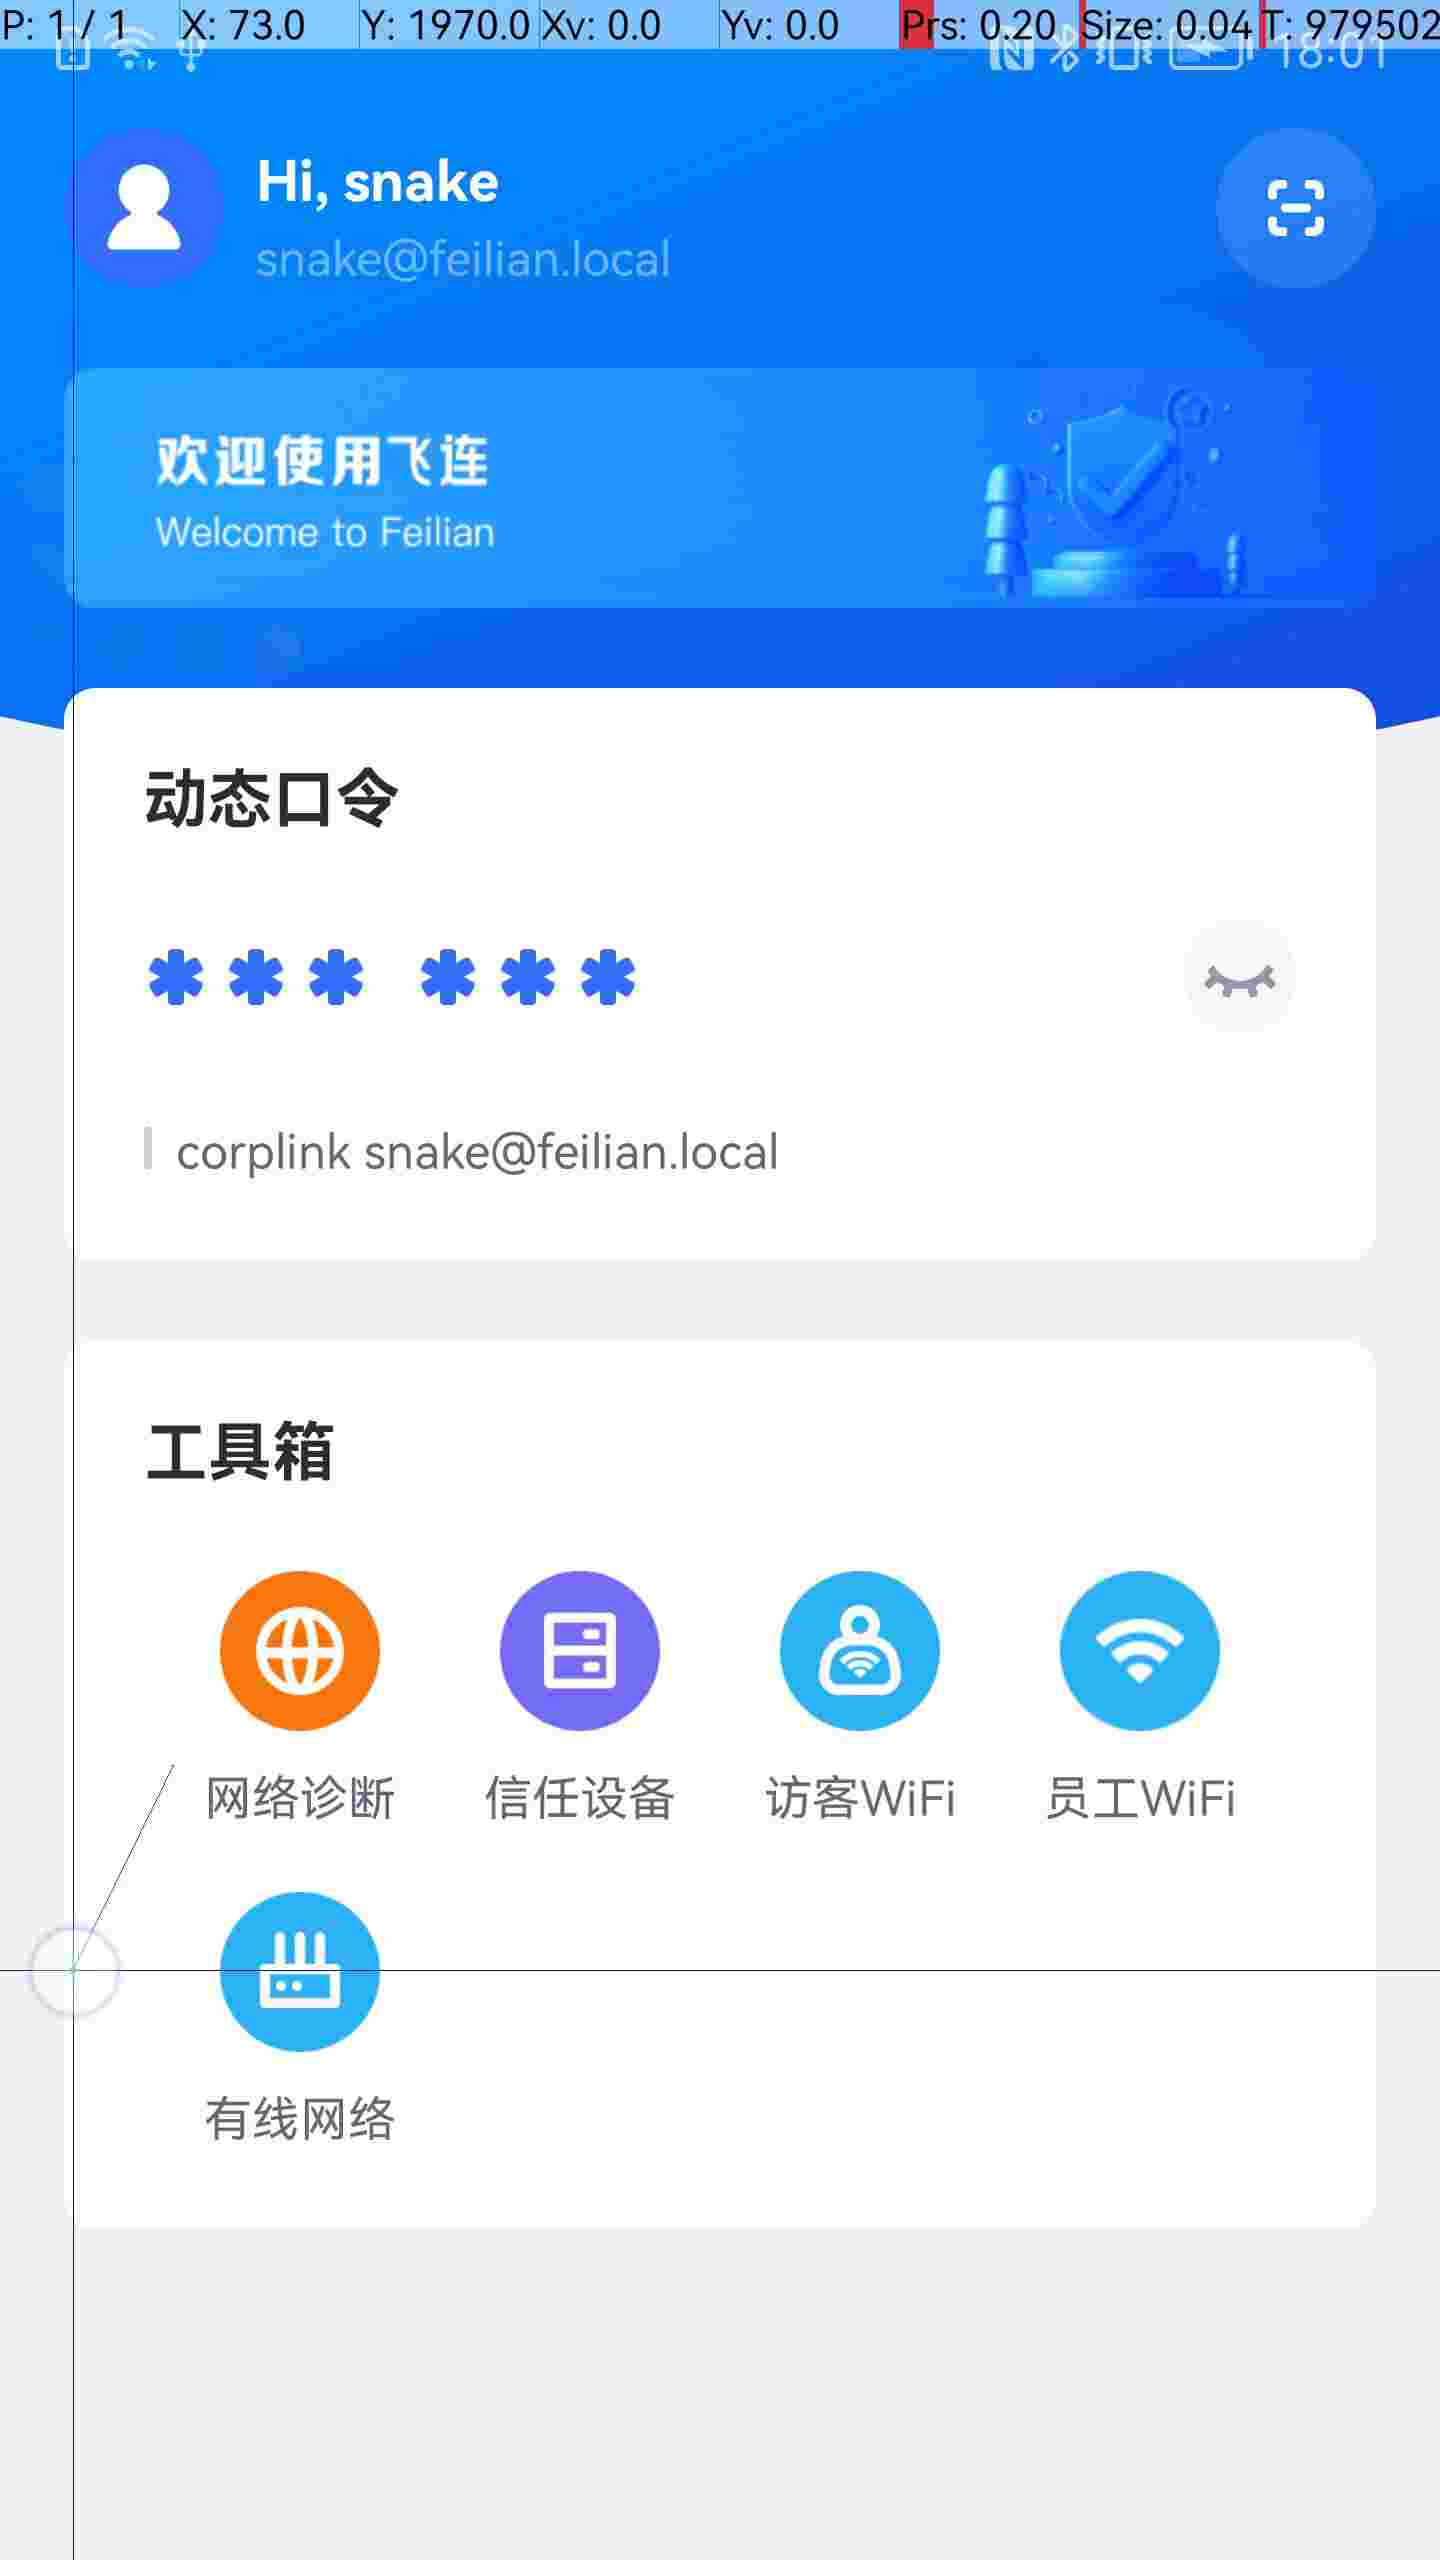 P: 1 / 1 X: 73.0 Y: 1970.0 Xv: 0.0 Yv: 0.0 Prs: 0.20 Size: 0.04 T: 979502
18:01
Hi, snake
snake@feilian.local
欢迎使用飞连
Welcome to Feilian
动态口令
*** ***
corplink snake@feilian.local
工具箱
网络诊断 信任设备 访客WiFi 员工WiFi
有线网络